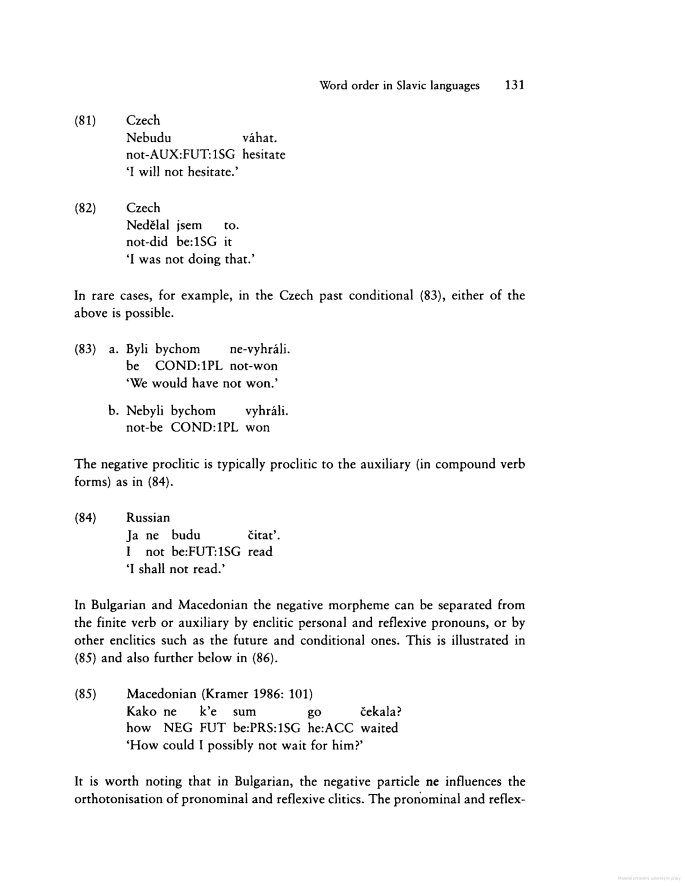 Word order in Slavic languages 131
(81) Czech
Nebudu váhat.
not-AUX:FUT:1SG hesitate
'I will not hesitate.'
(82) Czech
Nedělal jsem to.
not-did be:1SG it
'I was not doing that.'
In rare cases, for example, in the Czech past conditional (83), either of the
above is possible.
(83) a. Byli bychom ne-vyhráli.
be COND:1PL not-won
'We would have not won.'
b. Nebyli bychom vyhráli.
not-be COND:1PL won
The negative proclitic is typically proclitic to the auxiliary (in compound verb
forms) as in (84).
(84) Russian
Ja ne budu čitat'.
I not be:FUT:1SG read
'I shall not read.'
In Bulgarian and Macedonian the negative morpheme can be separated from
the finite verb or auxiliary by enclitic personal and reflexive pronouns, or by
other enclitics such as the future and conditional ones. This is illustrated in
(85) and also further below in (86).
(85) Macedonian (Kramer 1986: 101)
Kako ne k'e sum go čekala?
how NEG FUT be:PRS:1SG he:ACC waited
'How could I possibly not wait for him?'
It is worth noting that in Bulgarian, the negative particle ne influences the
orthotonisation of pronominal and reflexive clitics. The pronominal and reflex-